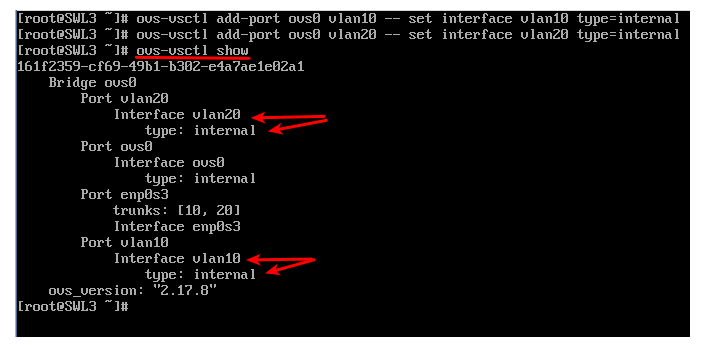 [root@SWL3 ~]# ovs-vsctl add-port ovs0 vlan10 -- set interface vlan10 type=internal
[root@SWL3 ~]# ovs-vsctl add-port ovs0 vlan20 -- set interface vlan20 type=internal
[root@SWL3 ~]# ovs-vsctl show
161f2359-cf69-49b1-b302-e4a7ae1e02a1
    Bridge ovs0
        Port vlan20
            Interface vlan20
                type: internal
        Port ovs0
            Interface ovs0
                type: internal
        Port enp0s3
            trunks: [10, 20]
            Interface enp0s3
        Port vlan10
            Interface vlan10
                type: internal
    ovs_version: "2.17.8"
[root@SWL3 ~]#